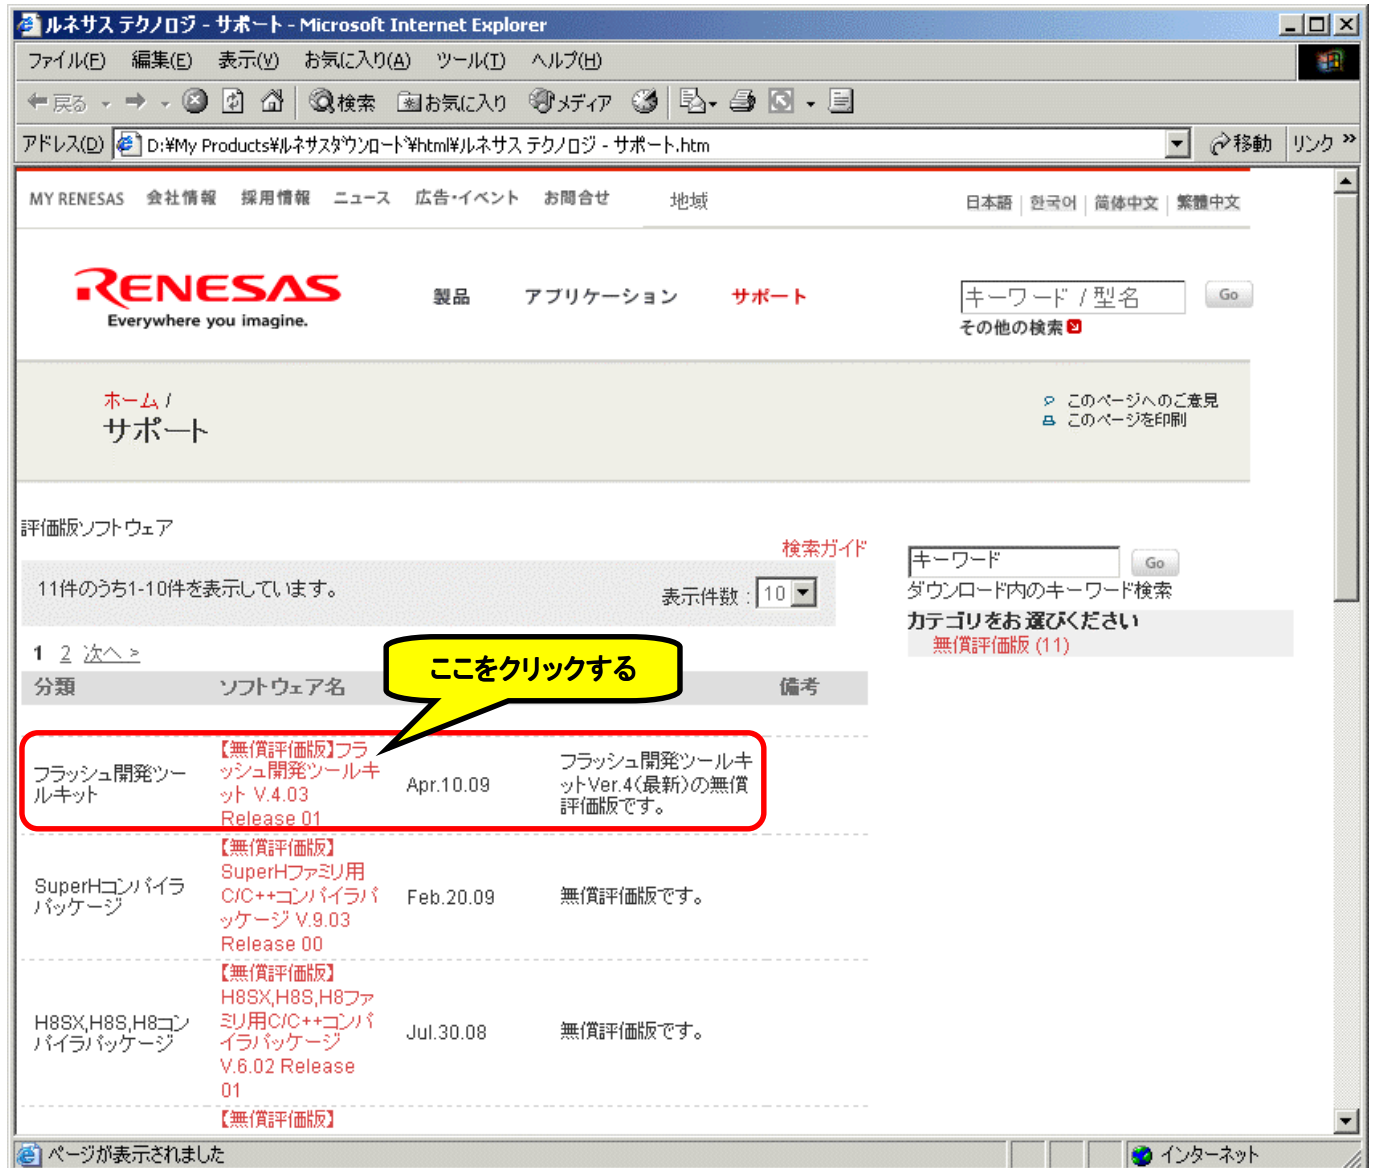 ルネサス テクノロジ - サポート - Microsoft Internet Explorer
ファイル(F) 編集(E) 表示(V) お気に入り(A) ツール(T) ヘルプ(H)
戻る 検索 お気に入り メディア
アドレス(D) D:¥My Products¥ルネサスダウンロード¥html¥ルネサス テクノロジ - サポート.htm 移動 リンク »
MY RENESAS 会社情報 採用情報 ニュース 広告・イベント お問合せ 地域 日本語 | 한국어 | 简体中文 | 繁體中文
RENESAS
Everywhere you imagine.
製品 アプリケーション サポート
キーワード / 型名 Go
その他の検索
ホーム /
サポート
このページへのご意見
このページを印刷
評価版ソフトウェア
検索ガイド
11件のうち1-10件を表示しています。
表示件数 : 10
キーワード Go
ダウンロード内のキーワード検索
カテゴリをお選びください
無償評価版 (11)
1 2 次へ >
ここをクリックする
分類 ソフトウェア名 備考
フラッシュ開発ツー
ルキット
【無償評価版】フラ
ッシュ開発ツールキ
ット V.4.03
Release 01
Apr.10.09
フラッシュ開発ツールキ
ットVer.4(最新)の無償
評価版です。
SuperHコンパイラ
パッケージ
【無償評価版】
SuperHファミリ用
C/C++コンパイラパ
ッケージ V.9.03
Release 00
Feb.20.09
無償評価版です。
H8SX,H8S,H8コン
パイラパッケージ
【無償評価版】
H8SX,H8S,H8ファ
ミリ用C/C++コンパ
イラパッケージ
V.6.02 Release
01
Jul.30.08
無償評価版です。
【無償評価版】
ページが表示されました
インターネット